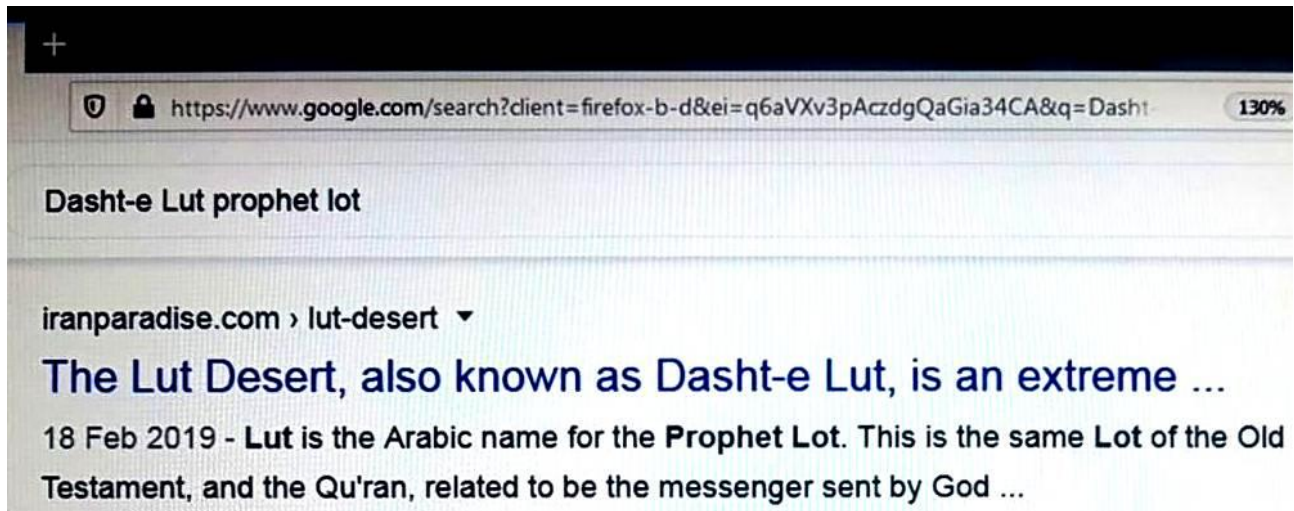 +
https://www.google.com/search?client=firefox-b-d&ei=q6aVXv3pAczdgQaGia34CA&q=Dasht-
130%
Dasht-e Lut prophet lot
iranparadise.com › lut-desert
The Lut Desert, also known as Dasht-e Lut, is an extreme ...
18 Feb 2019 - Lut is the Arabic name for the Prophet Lot. This is the same Lot of the Old
Testament, and the Qu'ran, related to be the messenger sent by God ...